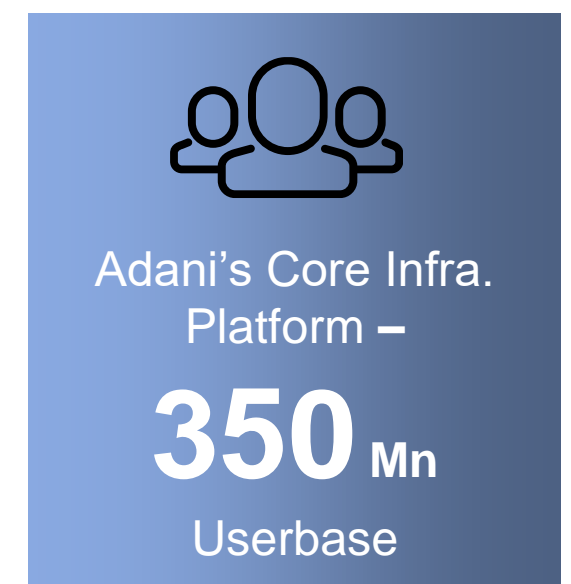 Adani’s Core Infra.
Platform –
350 Mn
Userbase